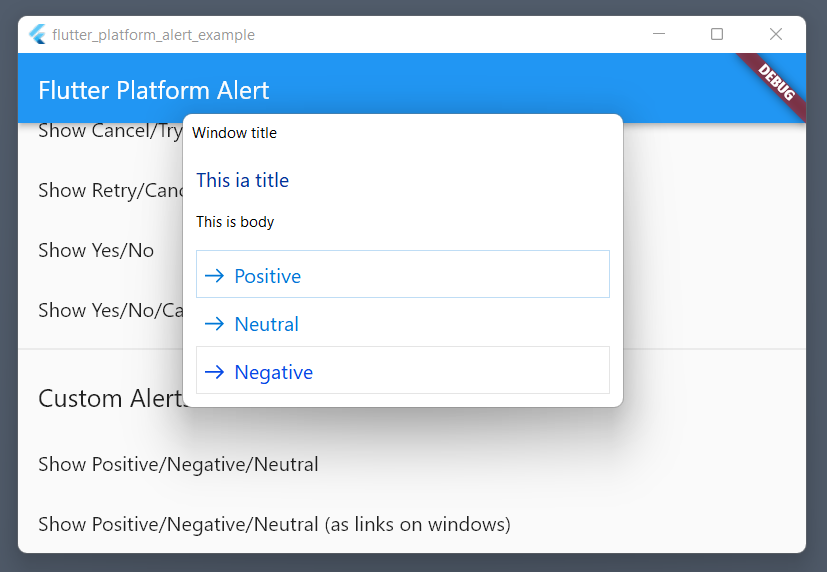 flutter_platform_alert_example
Flutter Platform Alert
DEBUG
Show Cancel/Try
Window title
This ia title
Show Retry/Canc
This is body
Show Yes/No
Positive
Show Yes/No/Ca
Neutral
Negative
Custom Alerts
Show Positive/Negative/Neutral
Show Positive/Negative/Neutral (as links on windows)